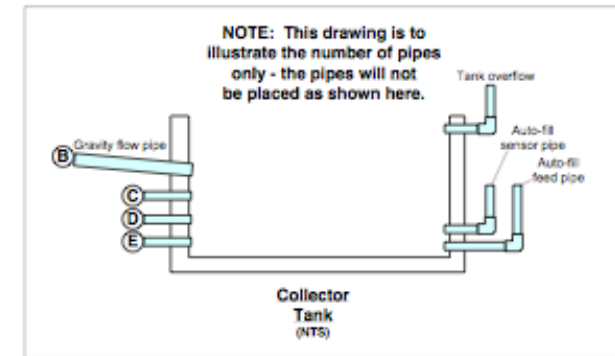 NOTE: This drawing is to
illustrate the number of pipes
only - the pipes will not
be placed as shown here.
Tank overflow
Auto-fill
sensor pipe
Auto-fill
feed pipe
B
Gravity flow pipe
C
D
E
Collector
Tank
(NTS)